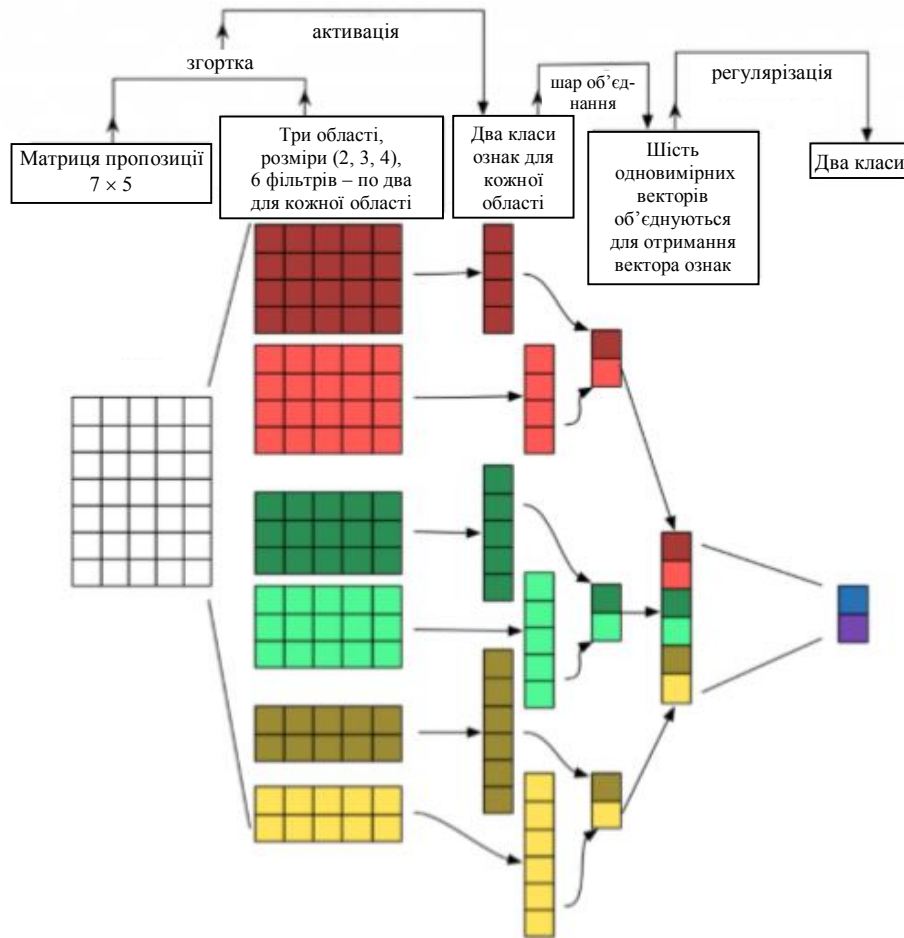 активація
згортка
шар об’єд-
нання
регуляризація
Матриця пропозиції
7 × 5
Три області,
розміри (2, 3, 4),
6 фільтрів – по два
для кожної області
Два класи
ознак для
кожної
області
Шість
одновимірних
векторів
об’єднуються
для отримання
вектора ознак
Два класи